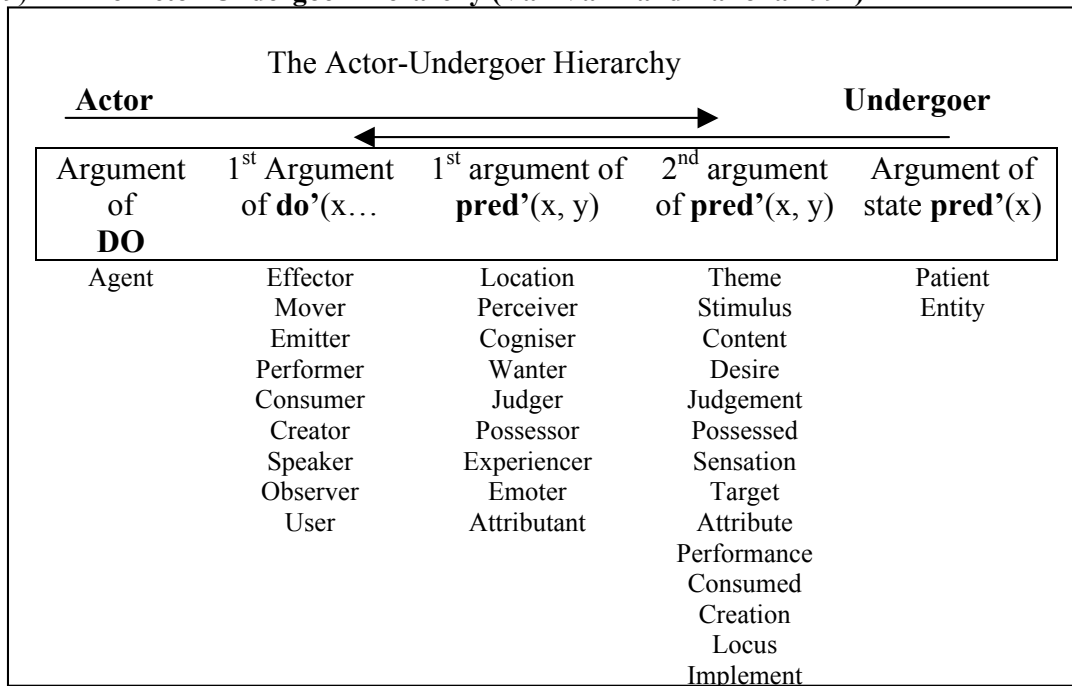 The Actor-Undergoer Hierarchy
Actor Undergoer
Argument 1st Argument 1st argument of 2nd argument Argument of
of of do’(x… pred’(x, y) of pred’(x, y) state pred’(x)
DO
Agent Effector Location Theme Patient
Mover Perceiver Stimulus Entity
Emitter Cogniser Content
Performer Wanter Desire
Consumer Judger Judgement
Creator Possessor Possessed
Speaker Experiencer Sensation
Observer Emoter Target
User Attributant Attribute
Performance
Consumed
Creation
Locus
Implement